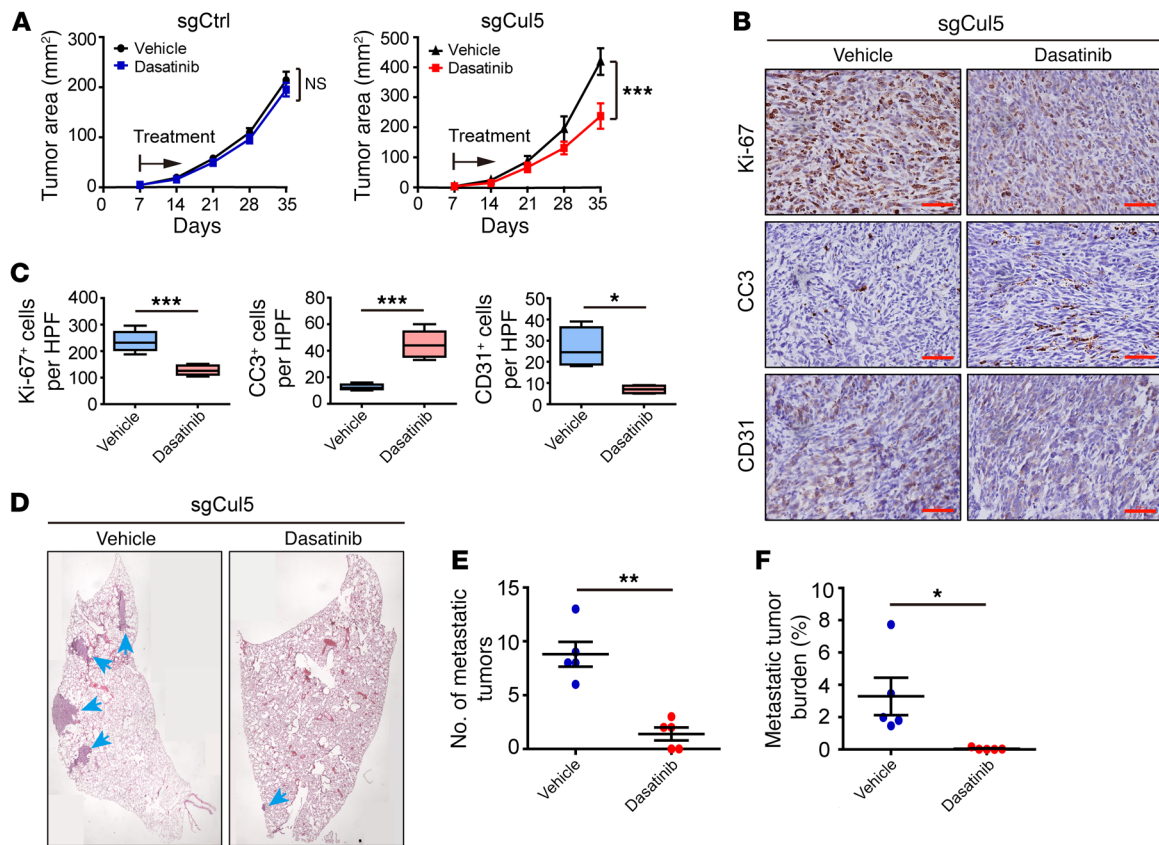 A
sgCtrl
Tumor area (mm²)
300
200
100
0
Vehicle
Dasatinib
NS
Treatment
0 7 14 21 28 35
Days
sgCul5
Tumor area (mm²)
500
400
300
200
100
0
Vehicle
Dasatinib
***
Treatment
0 7 14 21 28 35
Days
B
sgCul5
Vehicle Dasatinib
Ki-67
CC3
CD31
C
Ki-67⁺ cells
per HPF
400
300
200
100
0
***
Vehicle
Dasatinib
CC3⁺ cells
per HPF
80
60
40
20
0
***
Vehicle
Dasatinib
CD31⁺ cells
per HPF
50
40
30
20
10
0
*
Vehicle
Dasatinib
D
sgCul5
Vehicle Dasatinib
E
No. of metastatic
tumors
15
10
5
0
**
Vehicle
Dasatinib
F
Metastatic tumor
burden (%)
10
8
6
4
2
0
*
Vehicle
Dasatinib